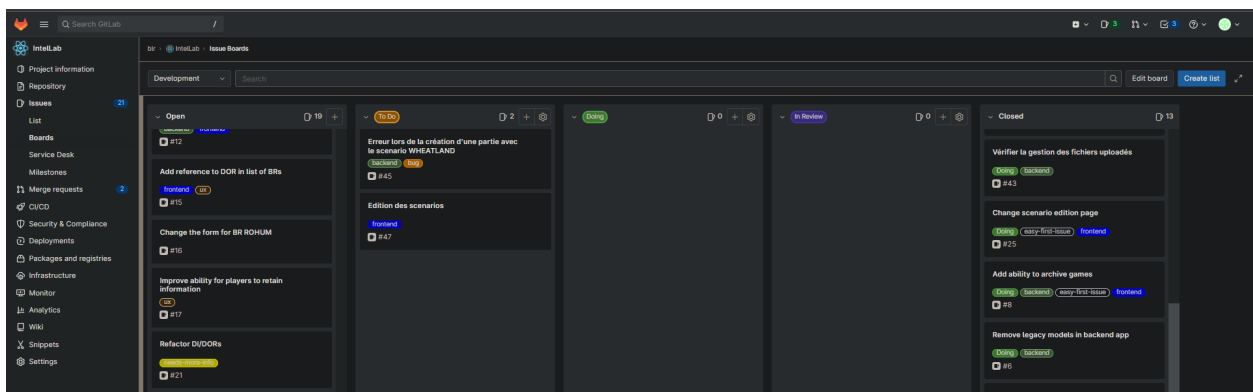 Search GitLab
/
3
3
IntelLab
Project information
Repository
Issues 21
List
Boards
Service Desk
Milestones
Merge requests 2
CI/CD
Security & Compliance
Deployments
Packages and registries
Infrastructure
Monitor
Analytics
Wiki
Snippets
Settings
bir › IntelLab › Issue Boards
Development
Search
Edit board
Create list
Open 19
backend frontend
#12
Add reference to DOR in list of BRs
frontend ux
#15
Change the form for BR ROHUM
#16
Improve ability for players to retain
information
ux
#17
Refactor DI/DORs
needs-more-info
#21
To Do 2
Erreur lors de la création d'une partie avec
le scenario WHEATLAND
backend bug
#45
Edition des scenarios
frontend
#47
Doing 0
In Review 0
Closed 13
Vérifier la gestion des fichiers uploadés
Doing backend
#43
Change scenario edition page
Doing easy-first-issue frontend
#25
Add ability to archive games
Doing backend easy-first-issue frontend
#8
Remove legacy models in backend app
Doing backend
#6